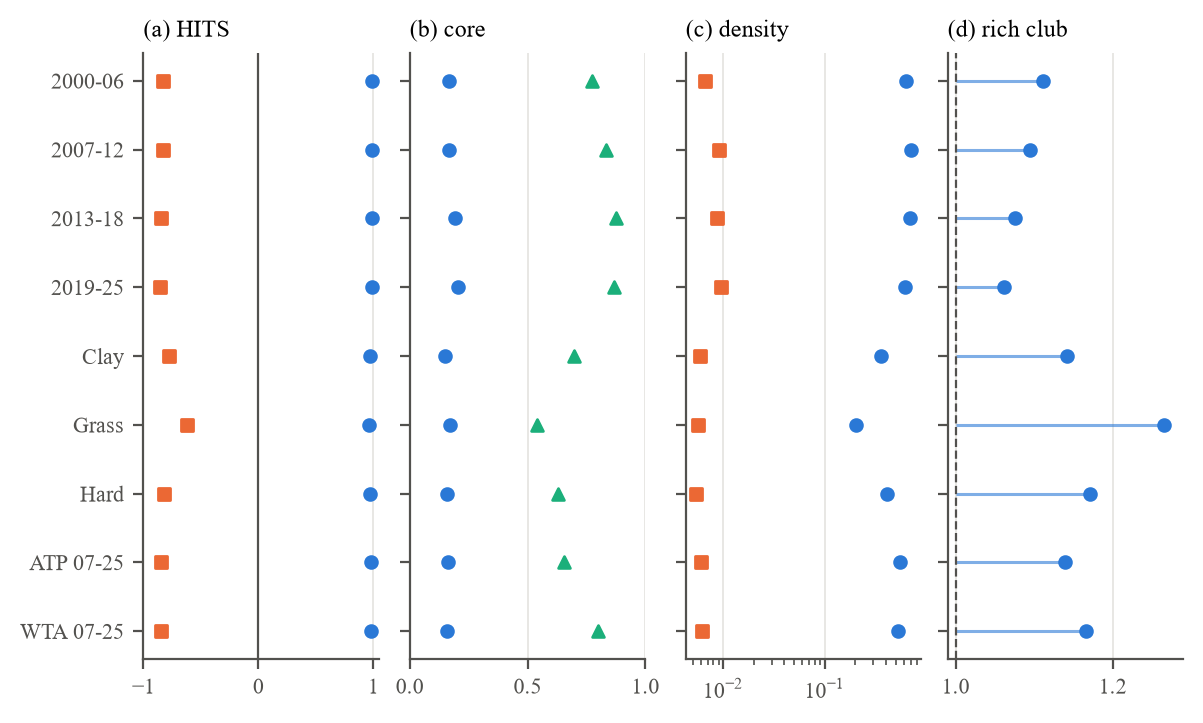 (a) HITS
(b) core
(c) density
(d) rich club
2000-06
2007-12
2013-18
2019-25
Clay
Grass
Hard
ATP 07-25
WTA 07-25
−1 0 1
0.0 0.5 1.0
10⁻² 10⁻¹
1.0 1.2